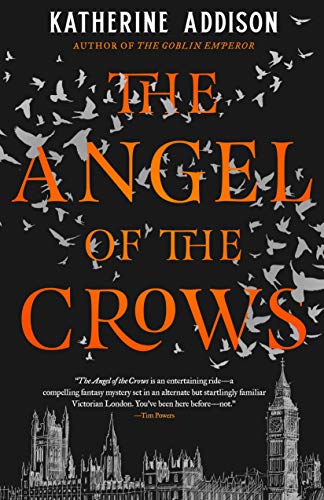 KATHERINE ADDISON
AUTHOR OF THE GOBLIN EMPEROR
THE
ANGEL
OF THE
CROWS
"The Angel of the Crows is an entertaining ride—a
compelling fantasy mystery set in an alternate but startlingly familiar
Victorian London. You've been here before—not."
—Tim Powers